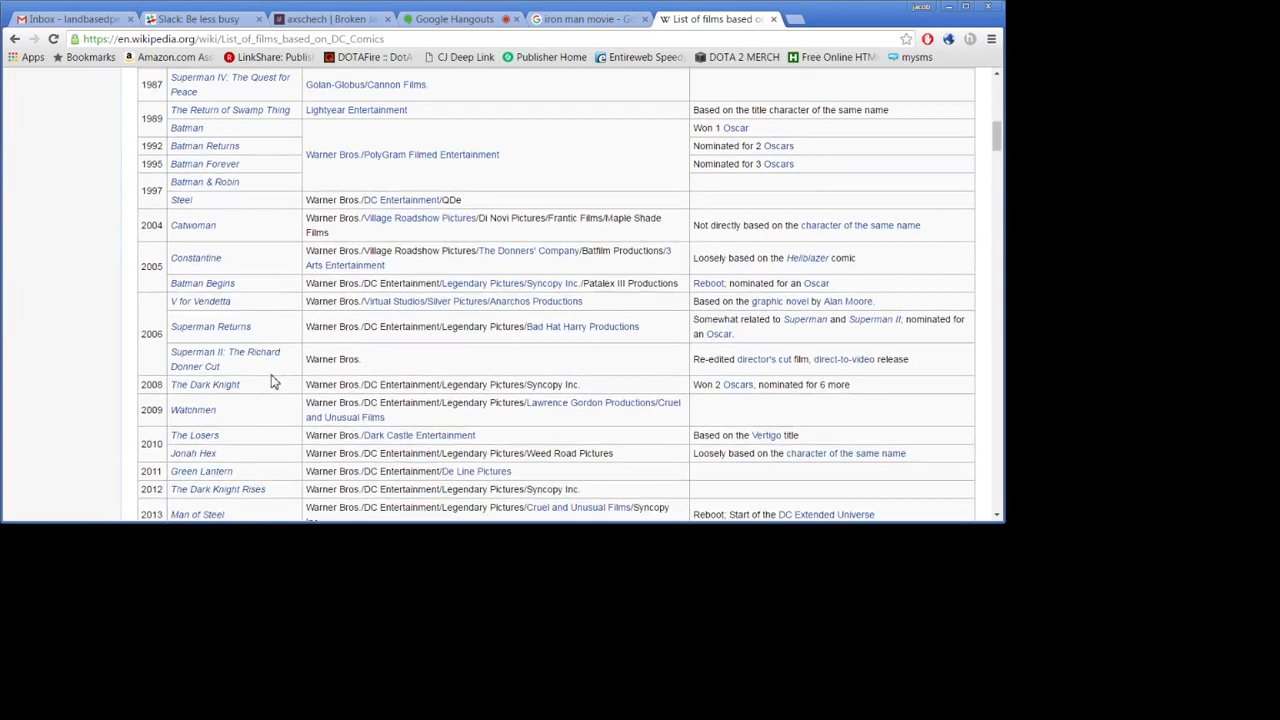 jacob
Inbox - landbasedpe
Slack: Be less busy
axschech | Broken Ja
Google Hangouts
iron man movie - Go
List of films based on
https://en.wikipedia.org/wiki/List_of_films_based_on_DC_Comics
Apps
Bookmarks
Amazon.com Ass
LinkShare: Publis
DOTAFire :: DotA
CJ Deep Link
Publisher Home
Entireweb Speed
DOTA 2 MERCH
Free Online HTM
mysms
1987
Superman IV: The Quest for
Peace
Golan-Globus/Cannon Films.
1989
The Return of Swamp Thing
Lightyear Entertainment
Based on the title character of the same name
Batman
Warner Bros./PolyGram Filmed Entertainment
Won 1 Oscar
1992
Batman Returns
Nominated for 2 Oscars
1995
Batman Forever
Nominated for 3 Oscars
1997
Batman & Robin
Steel
Warner Bros./DC Entertainment/QDe
2004
Catwoman
Warner Bros./Village Roadshow Pictures/Di Novi Pictures/Frantic Films/Maple Shade
Films
Not directly based on the character of the same name
2005
Constantine
Warner Bros./Village Roadshow Pictures/The Donners' Company/Batfilm Productions/3
Arts Entertainment
Loosely based on the Hellblazer comic
Batman Begins
Warner Bros./DC Entertainment/Legendary Pictures/Syncopy Inc./Patalex III Productions
Reboot; nominated for an Oscar
2006
V for Vendetta
Warner Bros./Virtual Studios/Silver Pictures/Anarchos Productions
Based on the graphic novel by Alan Moore.
Superman Returns
Warner Bros./DC Entertainment/Legendary Pictures/Bad Hat Harry Productions
Somewhat related to Superman and Superman II; nominated for
an Oscar.
Superman II: The Richard
Donner Cut
Warner Bros.
Re-edited director's cut film, direct-to-video release
2008
The Dark Knight
Warner Bros./DC Entertainment/Legendary Pictures/Syncopy Inc.
Won 2 Oscars, nominated for 6 more
2009
Watchmen
Warner Bros./DC Entertainment/Legendary Pictures/Lawrence Gordon Productions/Cruel
and Unusual Films
2010
The Losers
Warner Bros./Dark Castle Entertainment
Based on the Vertigo title
Jonah Hex
Warner Bros./DC Entertainment/Legendary Pictures/Weed Road Pictures
Loosely based on the character of the same name
2011
Green Lantern
Warner Bros./DC Entertainment/De Line Pictures
2012
The Dark Knight Rises
Warner Bros./DC Entertainment/Legendary Pictures/Syncopy Inc.
2013
Man of Steel
Warner Bros./DC Entertainment/Legendary Pictures/Cruel and Unusual Films/Syncopy
Reboot; Start of the DC Extended Universe